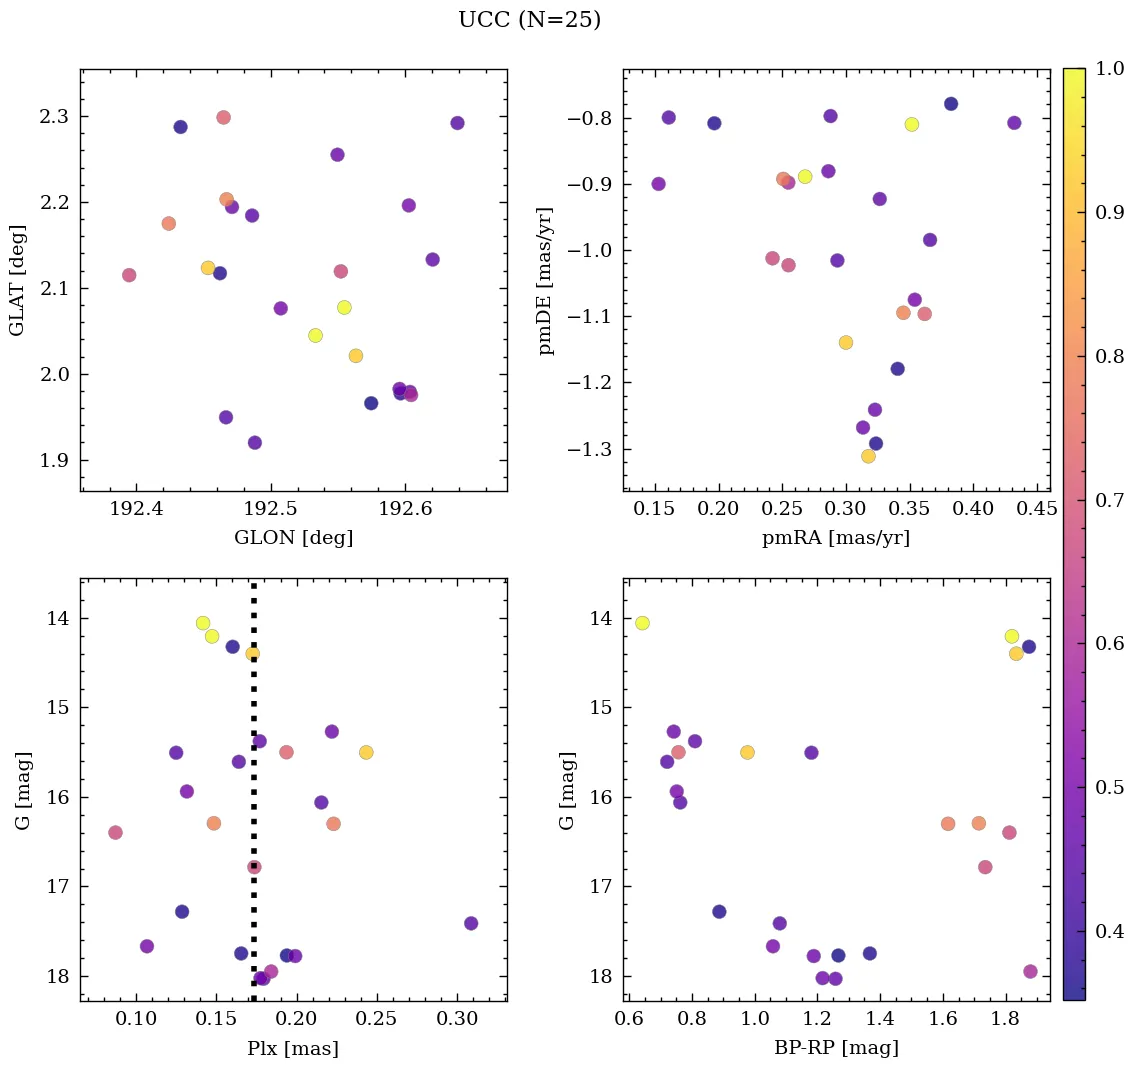 UCC (N=25)
2.3
2.2
2.1
2.0
1.9
GLAT [deg]
192.4 192.5 192.6
GLON [deg]
−0.8
−0.9
−1.0
−1.1
−1.2
−1.3
pmDE [mas/yr]
0.15 0.20 0.25 0.30 0.35 0.40 0.45
pmRA [mas/yr]
14
15
16
17
18
G [mag]
0.10 0.15 0.20 0.25 0.30
Plx [mas]
14
15
16
17
18
G [mag]
0.6 0.8 1.0 1.2 1.4 1.6 1.8
BP-RP [mag]
1.0
0.9
0.8
0.7
0.6
0.5
0.4